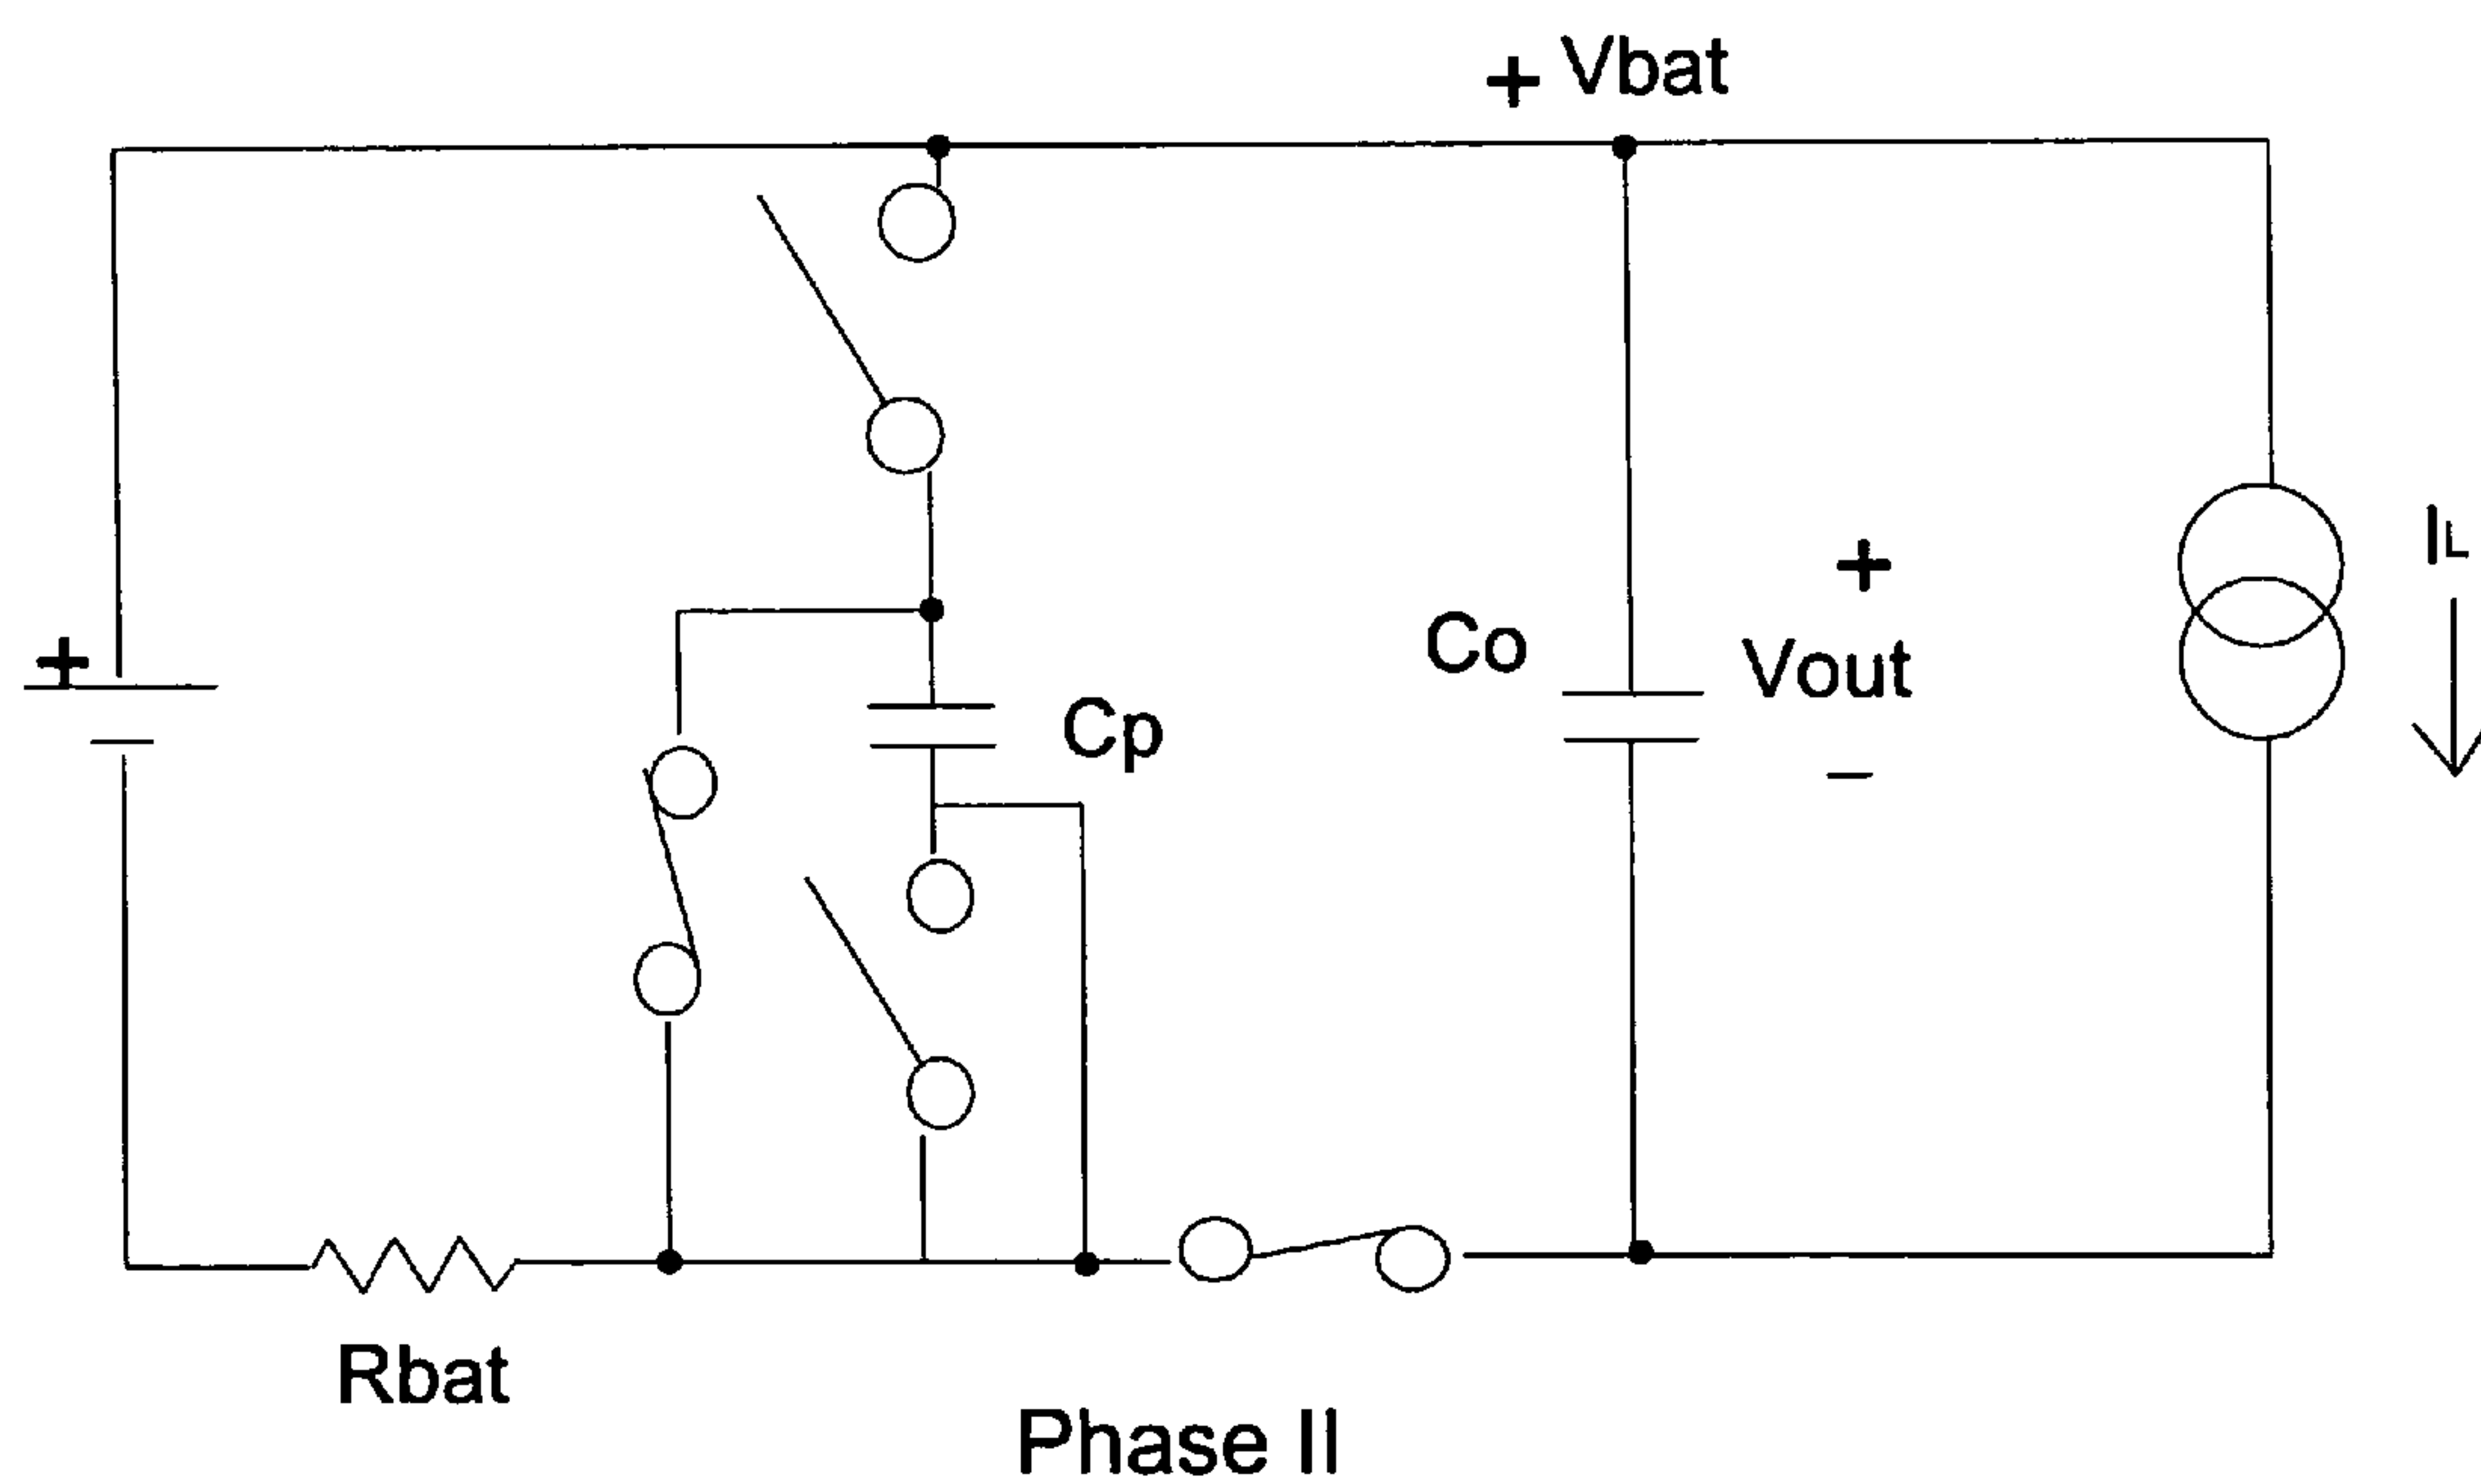 + Vbat
IL
+
+
Co
Vout
Cp
−
Rbat
Phase II